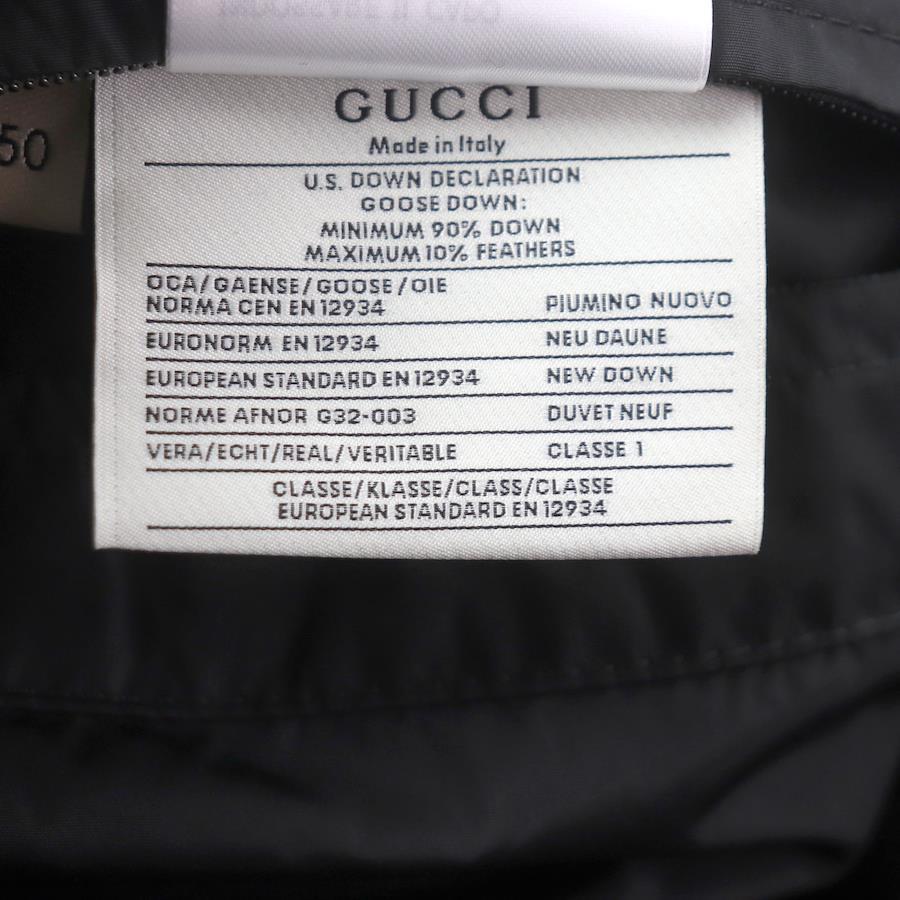 50
GUCCI
Made in Italy
U.S. DOWN DECLARATION
GOOSE DOWN:
MINIMUM 90% DOWN
MAXIMUM 10% FEATHERS
OCA/GAENSE/GOOSE/OIE
NORMA CEN EN 12934 PIUMINO NUOVO
EURONORM EN 12934 NEU DAUNE
EUROPEAN STANDARD EN 12934 NEW DOWN
NORME AFNOR G32-003 DUVET NEUF
VERA/ECHT/REAL/VERITABLE CLASSE 1
CLASSE/KLASSE/CLASS/CLASSE
EUROPEAN STANDARD EN 12934